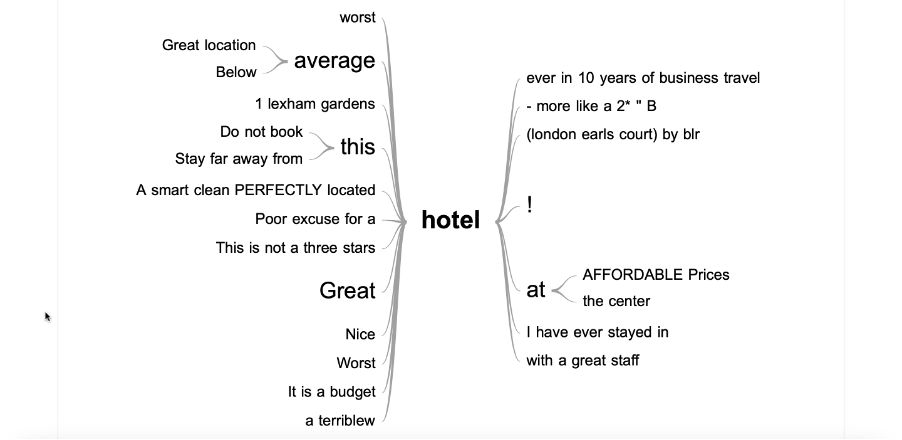 worst
Great location
Below
average
1 lexham gardens
Do not book
Stay far away from
this
A smart clean PERFECTLY located
Poor excuse for a
This is not a three stars
Great
Nice
Worst
It is a budget
a terriblew
hotel
ever in 10 years of business travel
- more like a 2* " B
(london earls court) by blr
!
at
AFFORDABLE Prices
the center
I have ever stayed in
with a great staff